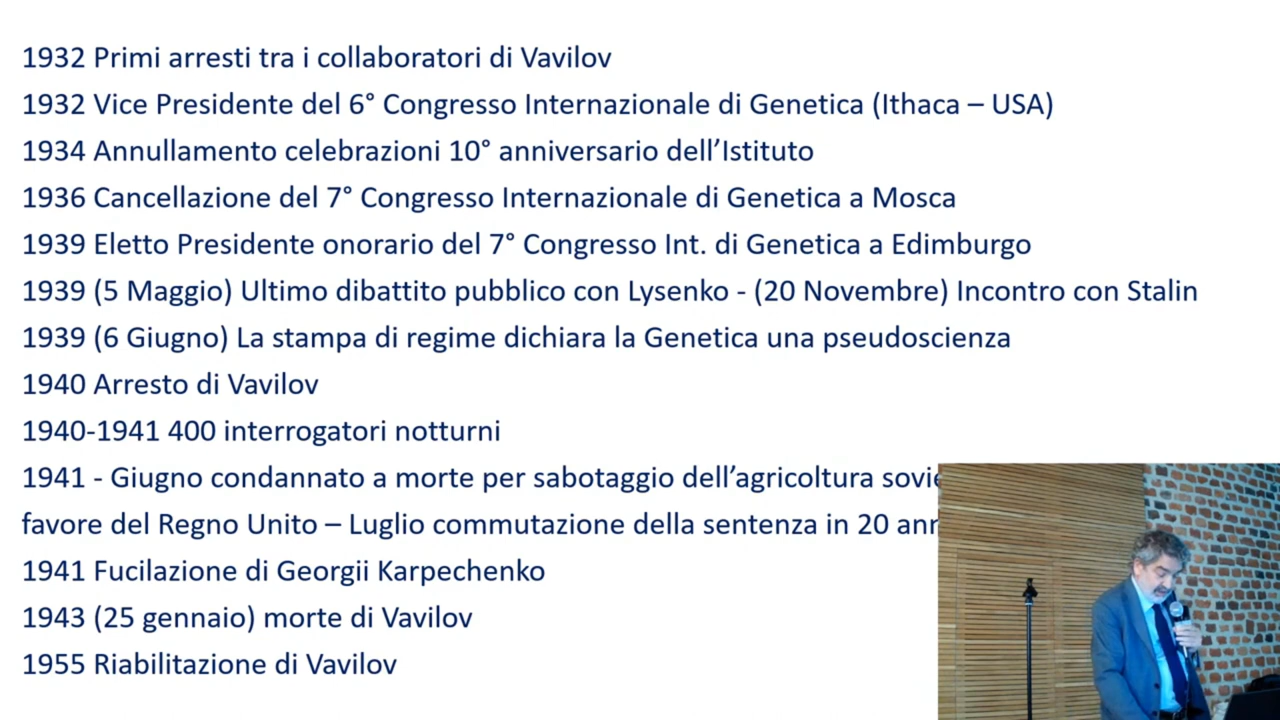 1932 Primi arresti tra i collaboratori di Vavilov
1932 Vice Presidente del 6° Congresso Internazionale di Genetica (Ithaca – USA)
1934 Annullamento celebrazioni 10° anniversario dell’Istituto
1936 Cancellazione del 7° Congresso Internazionale di Genetica a Mosca
1939 Eletto Presidente onorario del 7° Congresso Int. di Genetica a Edimburgo
1939 (5 Maggio) Ultimo dibattito pubblico con Lysenko - (20 Novembre) Incontro con Stalin
1939 (6 Giugno) La stampa di regime dichiara la Genetica una pseudoscienza
1940 Arresto di Vavilov
1940-1941 400 interrogatori notturni
1941 - Giugno condannato a morte per sabotaggio dell’agricoltura
favore del Regno Unito – Luglio commutazione della sentenza in 20
1941 Fucilazione di Georgii Karpechenko
1943 (25 gennaio) morte di Vavilov
1955 Riabilitazione di Vavilov